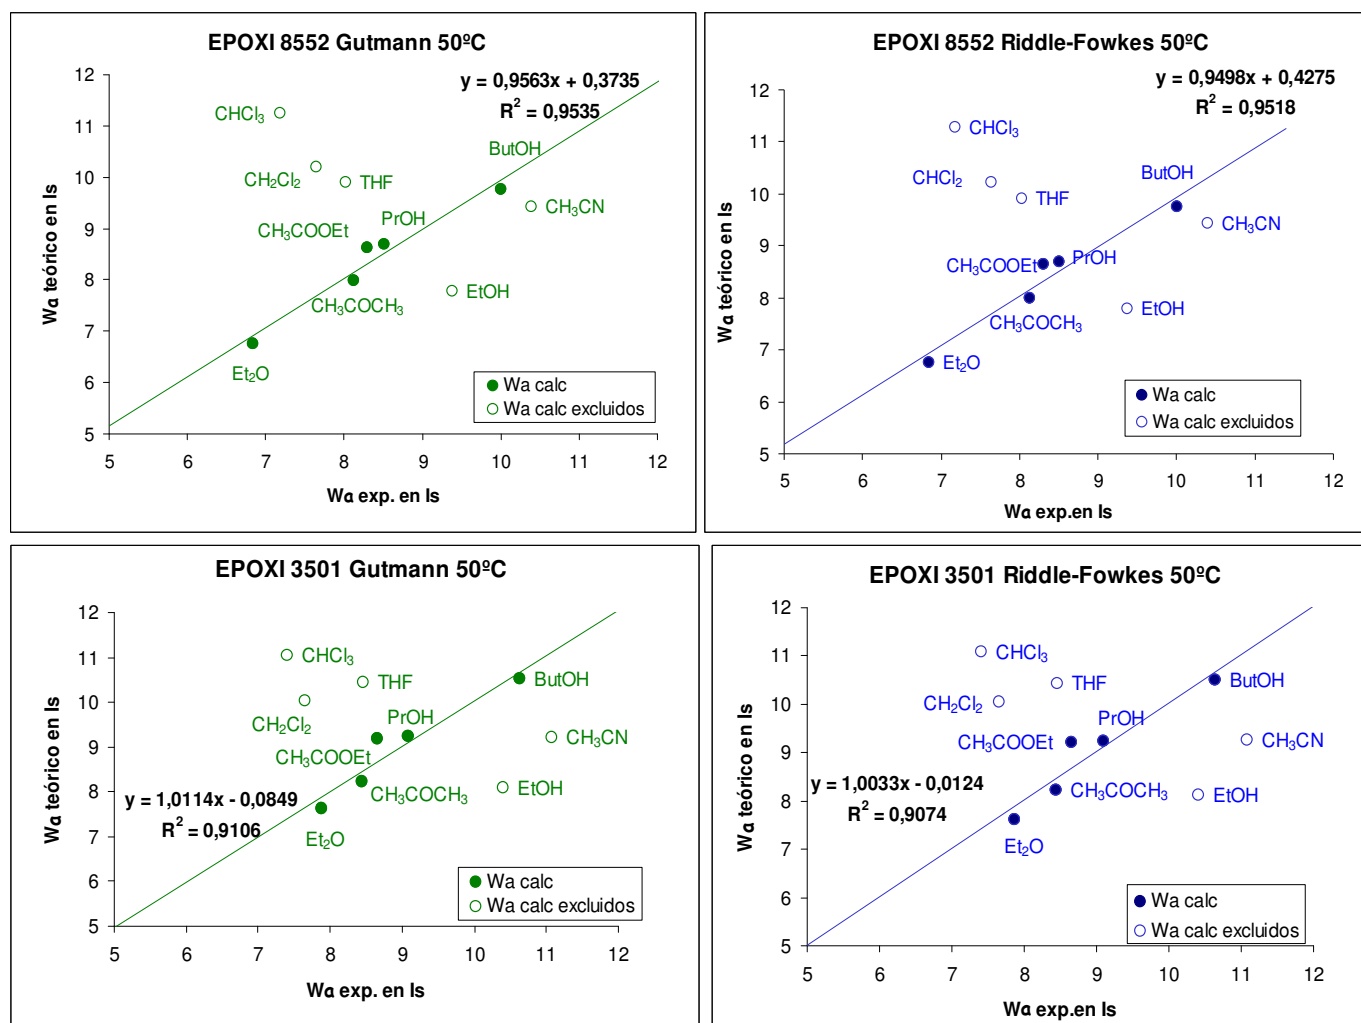 EPOXI 8552 Gutmann 50ºC
y = 0,9563x + 0,3735
R² = 0,9535
12
11
10
9
8
7
6
5
Wa teórico en Is
CHCl₃
CH₂Cl₂
THF
ButOH
CH₃CN
PrOH
CH₃COOEt
CH₃COCH₃
EtOH
Et₂O
Wa calc
Wa calc excluidos
5 6 7 8 9 10 11 12
Wa exp. en Is
EPOXI 8552 Riddle-Fowkes 50ºC
y = 0,9498x + 0,4275
R² = 0,9518
12
11
10
9
8
7
6
5
Wa teórico en Is
CHCl₃
CHCl₂
THF
ButOH
CH₃CN
CH₃COOEt
PrOH
CH₃COCH₃
EtOH
Et₂O
Wa calc
Wa calc excluidos
5 6 7 8 9 10 11 12
Wa exp.en Is
EPOXI 3501 Gutmann 50ºC
12
11
10
9
8
7
6
5
Wa teórico en Is
CHCl₃
THF
CH₂Cl₂
ButOH
PrOH
CH₃CN
CH₃COOEt
CH₃COCH₃
EtOH
y = 1,0114x - 0,0849
R² = 0,9106
Et₂O
Wa calc
Wa calc excluidos
5 6 7 8 9 10 11 12
Wa exp. en Is
EPOXI 3501 Riddle-Fowkes 50ºC
12
11
10
9
8
7
6
5
Wa teórico en Is
CHCl₃
THF
CH₂Cl₂
ButOH
PrOH
CH₃COOEt
CH₃CN
y = 1,0033x - 0,0124
R² = 0,9074
CH₃COCH₃
EtOH
Et₂O
Wa calc
Wa calc excluidos
5 6 7 8 9 10 11 12
Wa exp. en Is